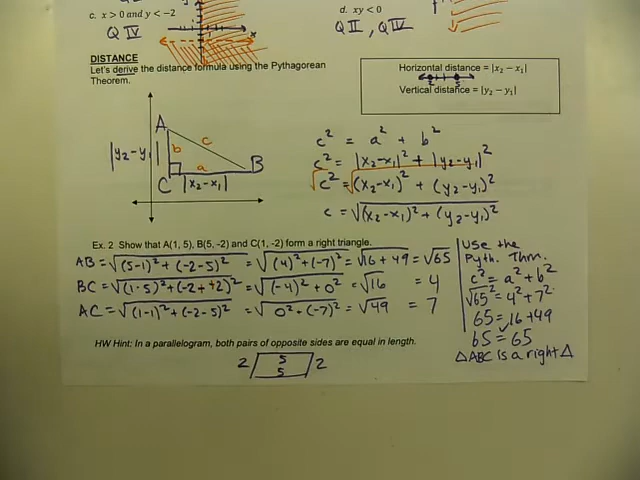 c. x > 0 and y < -2
d. xy < 0
Q IV
x
Q II , Q IV
DISTANCE
Let's derive the distance formula using the Pythagorean
Theorem.
Horizontal distance = |x₂ − x₁|
2 5
Vertical distance = |y₂ − y₁|
A
c
|y₂−y₁|
b
a
B
C |x₂−x₁|
c² = a² + b²
c² = |x₂−x₁|² + |y₂−y₁|²
√c² = √(x₂−x₁)² + (y₂−y₁)²
c = √(x₂−x₁)² + (y₂−y₁)²
Ex. 2 Show that A(1, 5), B(5, -2) and C(1, -2) form a right triangle.
AB = √(5-1)² + (-2-5)² = √(4)² + (-7)² = √16 + 49 = √65
BC = √(1-5)² + (-2++2)² = √(-4)² + 0² = √16 = 4
AC = √(1-1)² + (-2-5)² = √0² + (-7)² = √49 = 7
Use the
Pyth. Thm.
c² = a² + b²
√65² = 4² + 7²
65 = 16 + 49
65 = 65
△ABC is a right △
HW Hint: In a parallelogram, both pairs of opposite sides are equal in length.
5
2 2
5